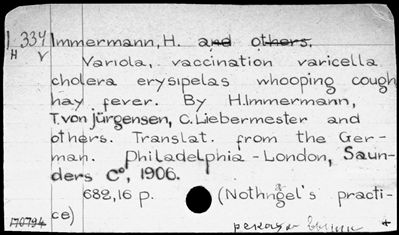 I 334 Immermann, H. and others.
H V Variola, vaccination varicella
cholera erysipelas whooping cough
hay fever. By H.Immermann,
T.von jürgensen, C.Liebermester and
others. Translat. from the Ger-
man. Philadelphia - London, Saun-
ders C°, 1906.
682,16 p. (Nothnagel's practi-
ce)
170794 +